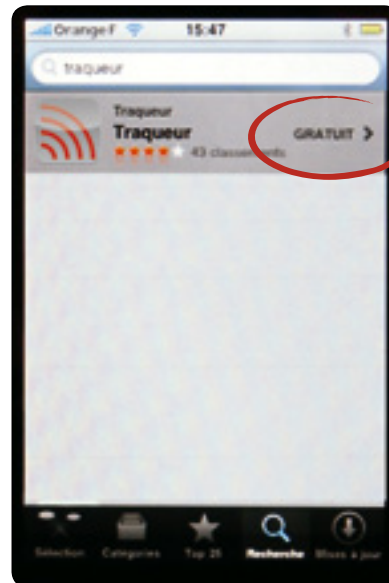 Orange F 15:47
traqueur
Traqueur
Traqueur
GRATUIT
43 classements
Sélection Catégories Top 25 Recherche Mises à jour